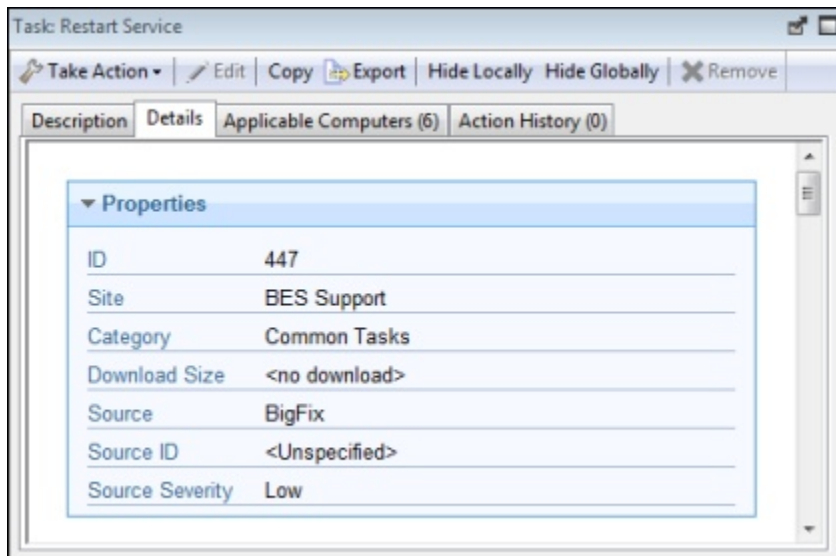 Task: Restart Service
Take Action Edit Copy Export Hide Locally Hide Globally Remove
Description Details Applicable Computers (6) Action History (0)
Properties
ID 447
Site BES Support
Category Common Tasks
Download Size <no download>
Source BigFix
Source ID <Unspecified>
Source Severity Low